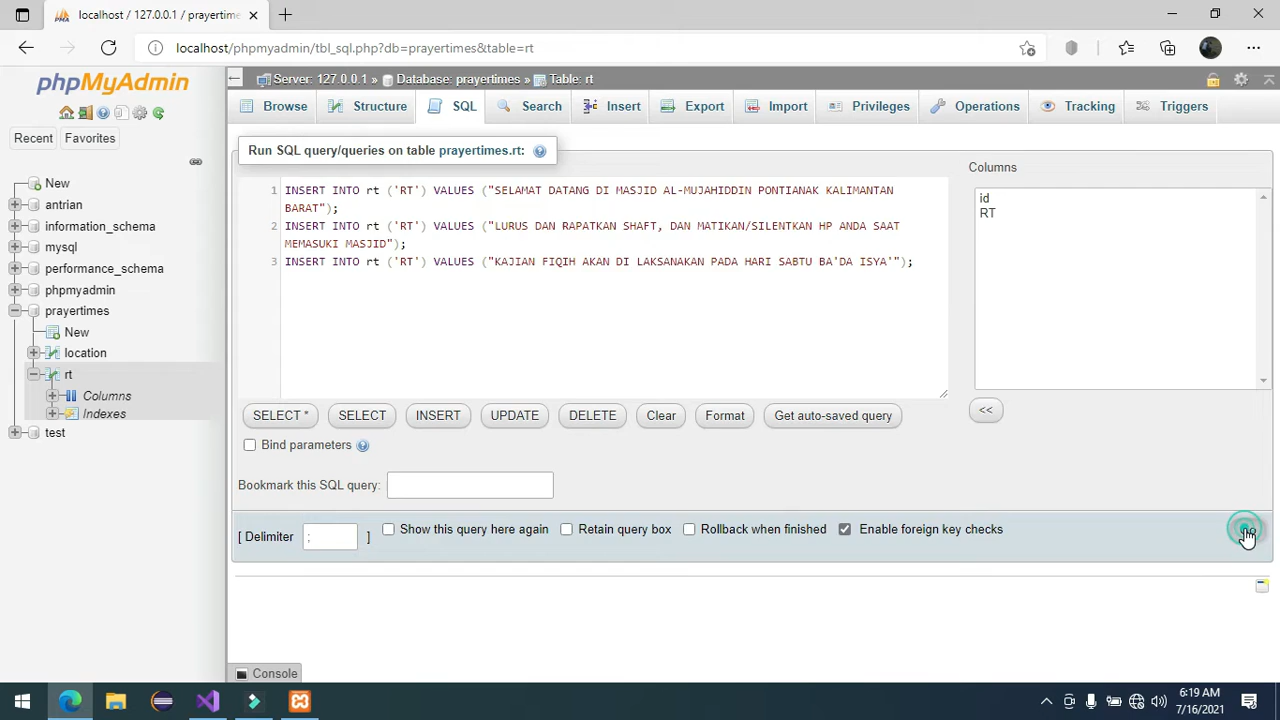 localhost / 127.0.0.1 / prayertime
localhost/phpmyadmin/tbl_sql.php?db=prayertimes&table=rt
phpMyAdmin
Server: 127.0.0.1 » Database: prayertimes » Table: rt
Browse Structure SQL Search Insert Export Import Privileges Operations Tracking Triggers
Recent Favorites
New
antrian
information_schema
mysql
performance_schema
phpmyadmin
prayertimes
New
location
rt
Columns
Indexes
test
Run SQL query/queries on table prayertimes.rt:
1 INSERT INTO rt ('RT') VALUES ("SELAMAT DATANG DI MASJID AL-MUJAHIDDIN PONTIANAK KALIMANTAN
BARAT");
2 INSERT INTO rt ('RT') VALUES ("LURUS DAN RAPATKAN SHAFT, DAN MATIKAN/SILENTKAN HP ANDA SAAT
MEMASUKI MASJID");
3 INSERT INTO rt ('RT') VALUES ("KAJIAN FIQIH AKAN DI LAKSANAKAN PADA HARI SABTU BA'DA ISYA'");
Columns
id
RT
SELECT * SELECT INSERT UPDATE DELETE Clear Format Get auto-saved query
<<
Bind parameters
Bookmark this SQL query:
[ Delimiter ; ] Show this query here again Retain query box Rollback when finished Enable foreign key checks
Console
6:19 AM
7/16/2021